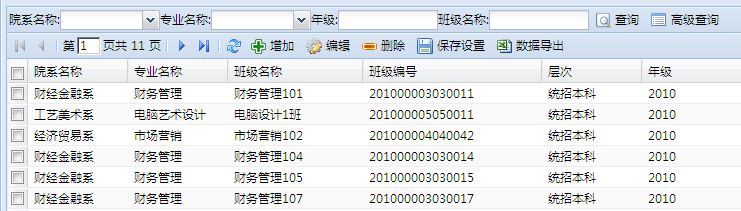 院系名称: 专业名称: 年级: 班级名称: 查询 高级查询
第 1 页共 11 页 增加 编辑 删除 保存设置 数据导出
院系名称 专业名称 班级名称 班级编号 层次 年级
财经金融系 财务管理 财务管理101 201000003030011 统招本科 2010
工艺美术系 电脑艺术设计 电脑设计1班 201000005050011 统招本科 2010
经济贸易系 市场营销 市场营销102 201000004040042 统招本科 2010
财经金融系 财务管理 财务管理104 201000003030014 统招本科 2010
财经金融系 财务管理 财务管理105 201000003030015 统招本科 2010
财经金融系 财务管理 财务管理107 201000003030017 统招本科 2010